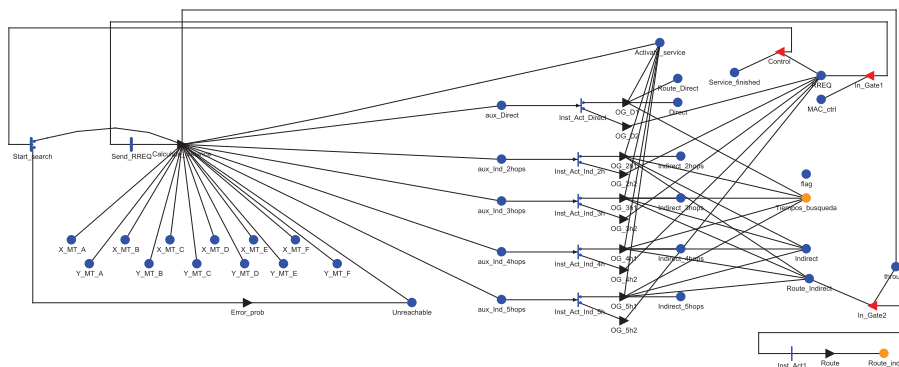 Activate_service
Control
Service_finished
Route_Direct
RREQ
In_Gate1
aux_Direct
Inst_Act_Direct
OG_D1
Direct
MAC_ctrl
OG_D2
Start_search
Send_RREQ
aux_Ind_2hops
Inst_Act_Ind_2h
OG_2h1
Indirect_2hops
OG_2h2
flag
aux_Ind_3hops
Inst_Act_Ind_3h
OG_3h1
Indirect_3hops
Tiempos_busqueda
OG_3h2
X_MT_A
X_MT_B
X_MT_C
X_MT_D
X_MT_E
X_MT_F
aux_Ind_4hops
Inst_Act_Ind_4h
OG_4h1
Indirect_4hops
Indirect
Y_MT_A
Y_MT_B
Y_MT_C
Y_MT_D
Y_MT_E
Y_MT_F
OG_4h2
Route_Indirect
throu
Error_prob
Unreachable
aux_Ind_5hops
Inst_Act_Ind_5h
OG_5h1
Indirect_5hops
In_Gate2
OG_5h2
Inst_Act1
Route
Route_ind